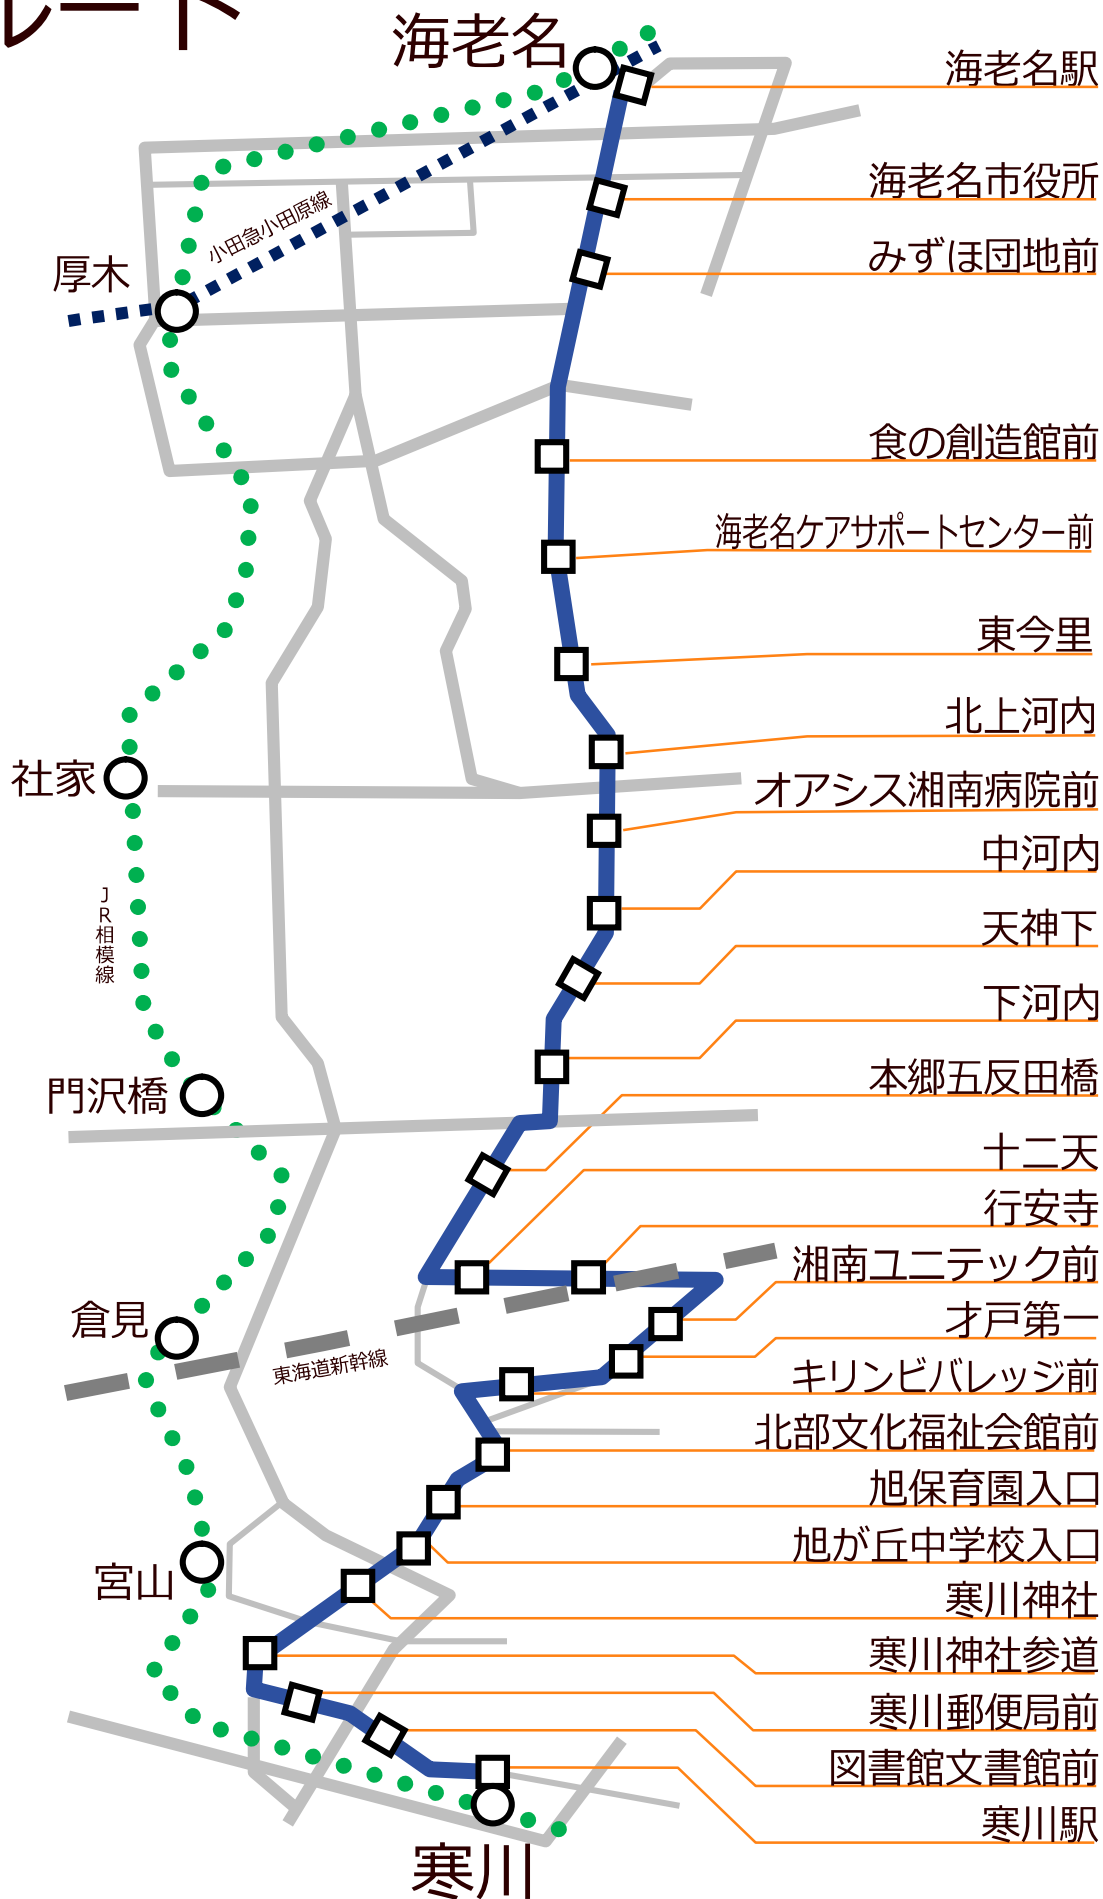 ルート
海老名
海老名駅
海老名市役所
小田急小田原線
みずほ団地前
厚木
食の創造館前
海老名ケアサポートセンター前
東今里
北上河内
社家
オアシス湘南病院前
中河内
JR相模線
天神下
下河内
門沢橋
本郷五反田橋
十二天
行安寺
湘南ユニテック前
倉見
才戸第一
東海道新幹線
キリンビバレッジ前
北部文化福祉会館前
旭保育園入口
旭が丘中学校入口
宮山
寒川神社
寒川神社参道
寒川郵便局前
図書館文書館前
寒川駅
寒川